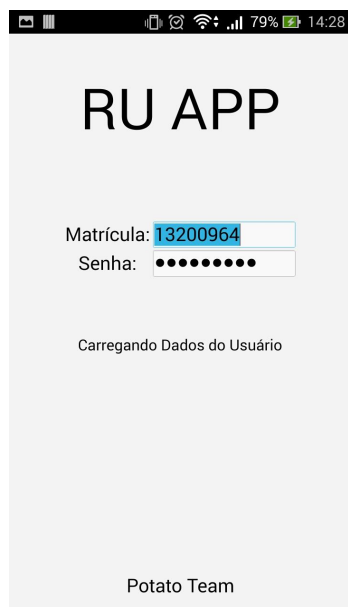 79% 14:28
RU APP
Matrícula: 13200964
Senha: ●●●●●●●●●
Carregando Dados do Usuário
Potato Team